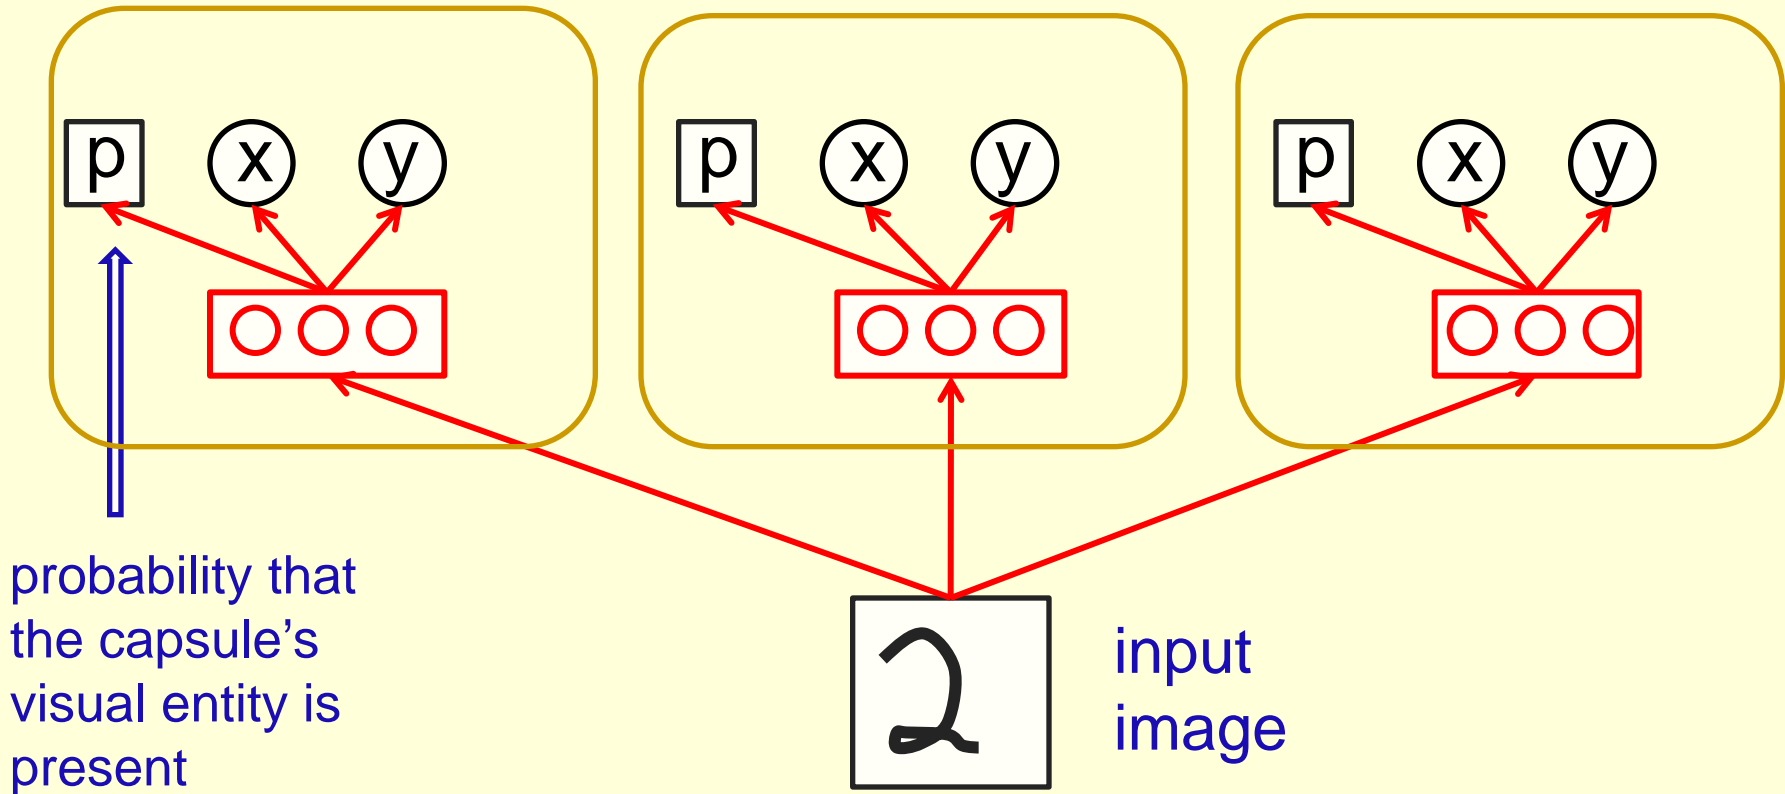 p x y p x y p x y
probability that
the capsule's
visual entity is
present
2
input
image